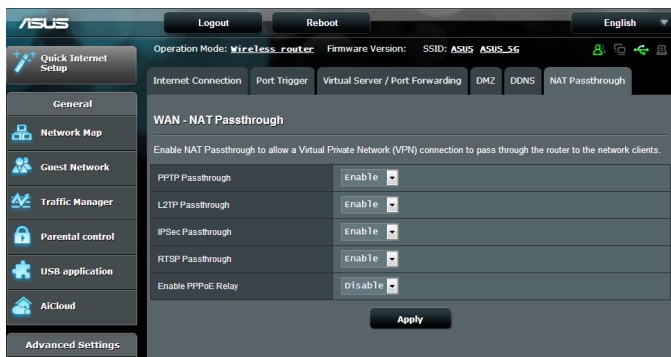 ASUS
Logout
Reboot
English
Quick Internet Setup
Operation Mode: Wireless router Firmware Version: SSID: ASUS ASUS_5G
Internet Connection
Port Trigger
Virtual Server / Port Forwarding
DMZ
DDNS
NAT Passthrough
General
Network Map
Guest Network
Traffic Manager
Parental control
USB application
AiCloud
Advanced Settings
WAN - NAT Passthrough
Enable NAT Passthrough to allow a Virtual Private Network (VPN) connection to pass through the router to the network clients.
PPTP Passthrough Enable
L2TP Passthrough Enable
IPSec Passthrough Enable
RTSP Passthrough Enable
Enable PPPoE Relay Disable
Apply